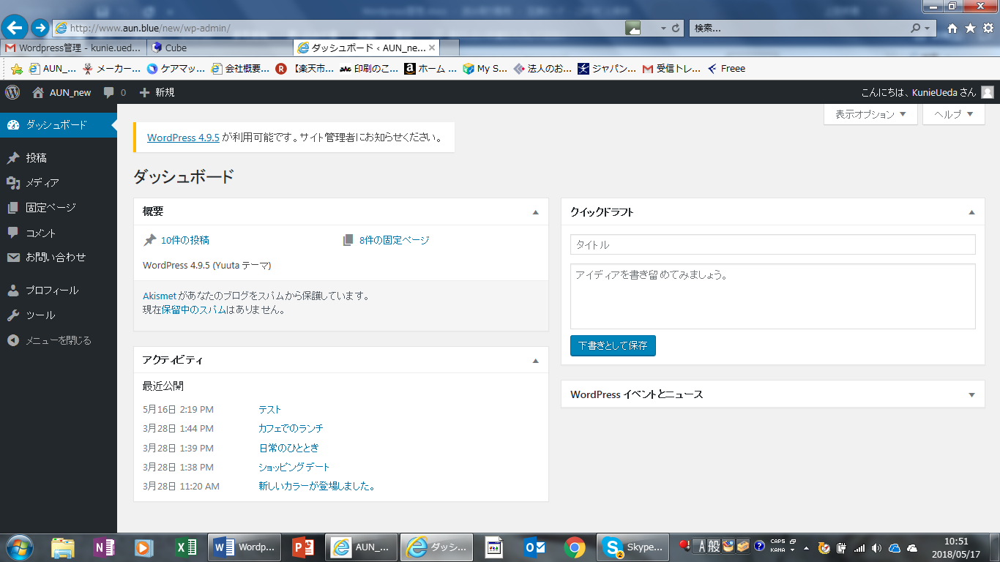 http://www.aun.blue/new/wp-admin/
検索...
Wordpress管理 - kunie.ued...
Cube
ダッシュボード ‹ AUN_ne...
AUN_...
メーカー...
ケアマッ...
会社概要...
【楽天市...
印刷のこ...
ホーム ...
My S...
法人のお...
ジャパン...
受信トレ...
Freee
AUN_new
0
新規
こんにちは、KunieUeda さん
ダッシュボード
投稿
メディア
固定ページ
コメント
お問い合わせ
プロフィール
ツール
メニューを閉じる
表示オプション
ヘルプ
WordPress 4.9.5 が利用可能です。サイト管理者にお知らせください。
ダッシュボード
概要
10件の投稿
8件の固定ページ
WordPress 4.9.5 (Yuuta テーマ)
Akismet があなたのブログをスパムから保護しています。
現在保留中のスパムはありません。
アクティビティ
最近公開
5月16日 2:19 PM テスト
3月28日 1:44 PM カフェでのランチ
3月28日 1:39 PM 日常のひととき
3月28日 1:38 PM ショッピングデート
3月28日 11:20 AM 新しいカラーが登場しました。
クイックドラフト
タイトル
アイディアを書き留めてみましょう。
下書きとして保存
WordPress イベントとニュース
Wordp...
AUN_...
ダッシ...
Skype...
2
A 般
CAPS
KANA
10:51
2018/05/17